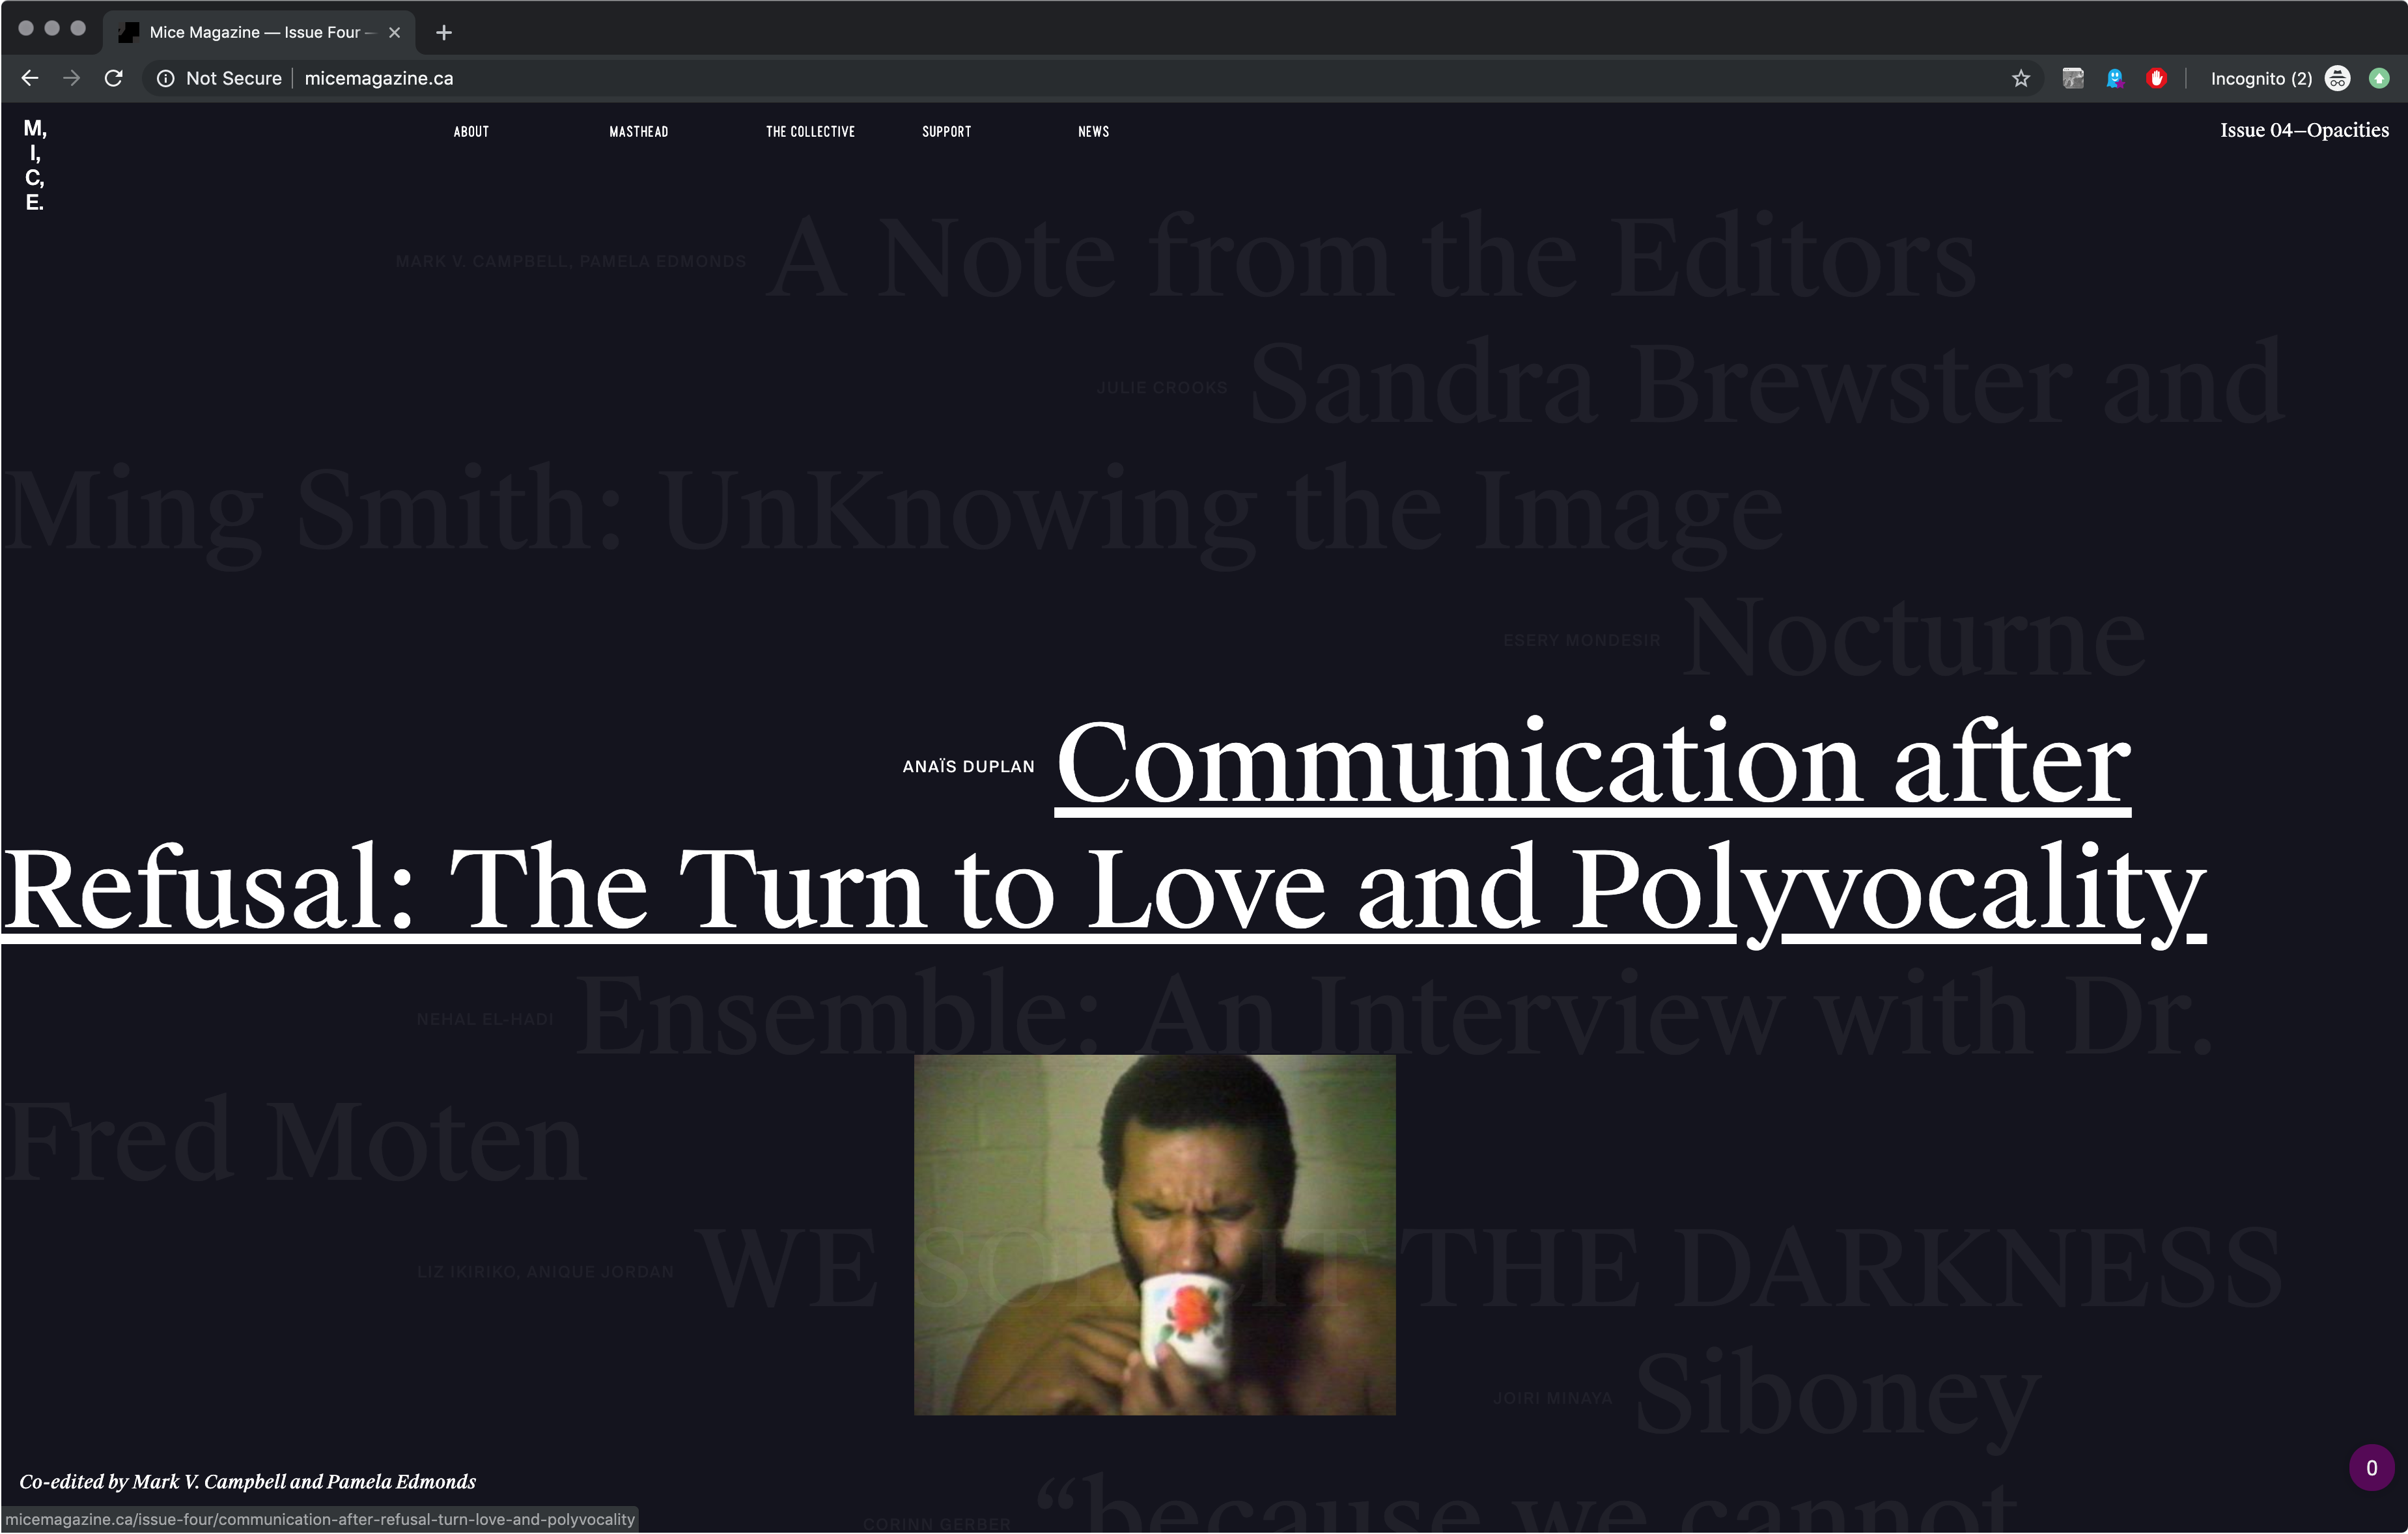 Mice Magazine — Issue Four —
Not Secure
micemagazine.ca
Incognito (2)
M,
I,
C,
E.
ABOUT
MASTHEAD
THE COLLECTIVE
SUPPORT
NEWS
Issue 04—Opacities
MARK V. CAMPBELL, PAMELA EDMONDS A Note from the Editors
JULIE CROOKS Sandra Brewster and
Ming Smith: UnKnowing the Image
ESERY MONDESIR Nocturne
ANAÏS DUPLAN Communication after
Refusal: The Turn to Love and Polyvocality
NEHAL EL-HADI Ensemble: An Interview with Dr.
Fred Moten
LIZ IKIRIKO, ANIQUE JORDAN WE SOLICIT THE DARKNESS
JOIRI MINAYA Siboney
CORINN GERBER “because we cannot
Co-edited by Mark V. Campbell and Pamela Edmonds
0
micemagazine.ca/issue-four/communication-after-refusal-turn-love-and-polyvocality